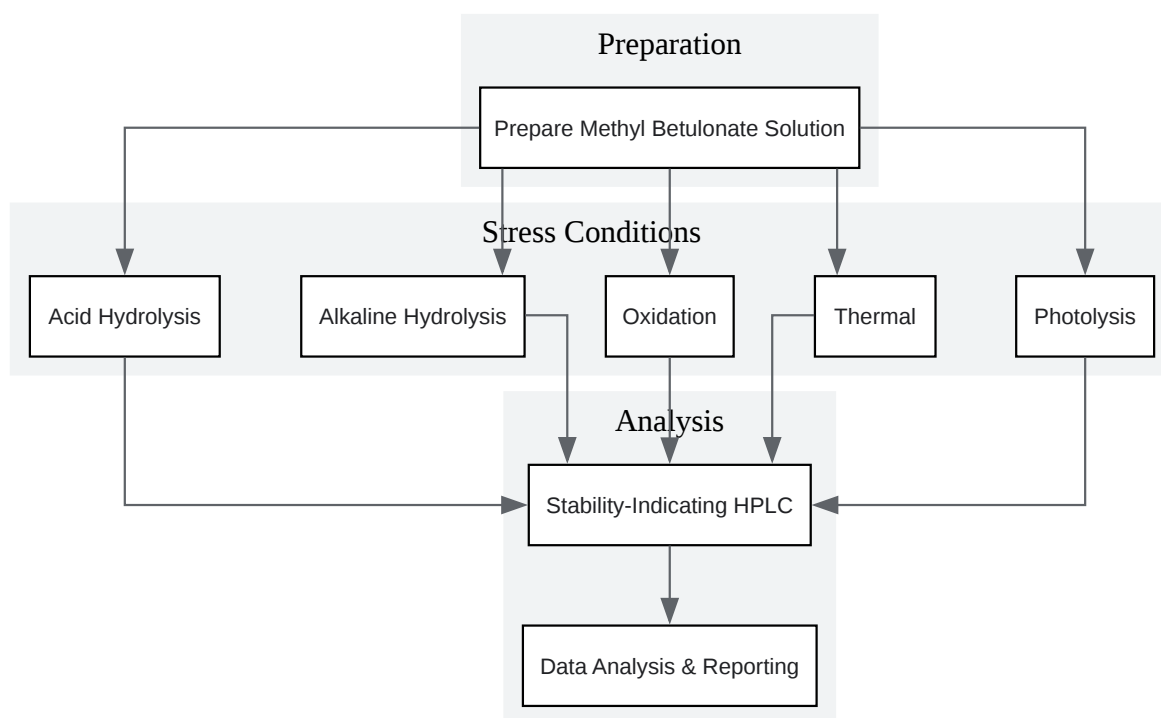 Preparation
Prepare Methyl Betulonate Solution
Stress Conditions
Acid Hydrolysis
Alkaline Hydrolysis
Oxidation
Thermal
Photolysis
Analysis
Stability-Indicating HPLC
Data Analysis & Reporting